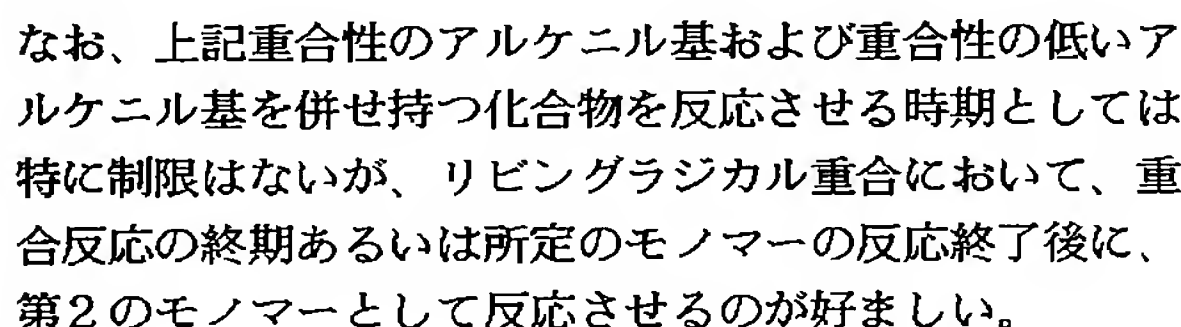 なお、上記重合性のアルケニル基および重合性の低いア
ルケニル基を併せ持つ化合物を反応させる時期としては
特に制限はないが、リビングラジカル重合において、重
合反応の終期あるいは所定のモノマーの反応終了後に、
第2のモノマーとして反応させるのが好ましい。